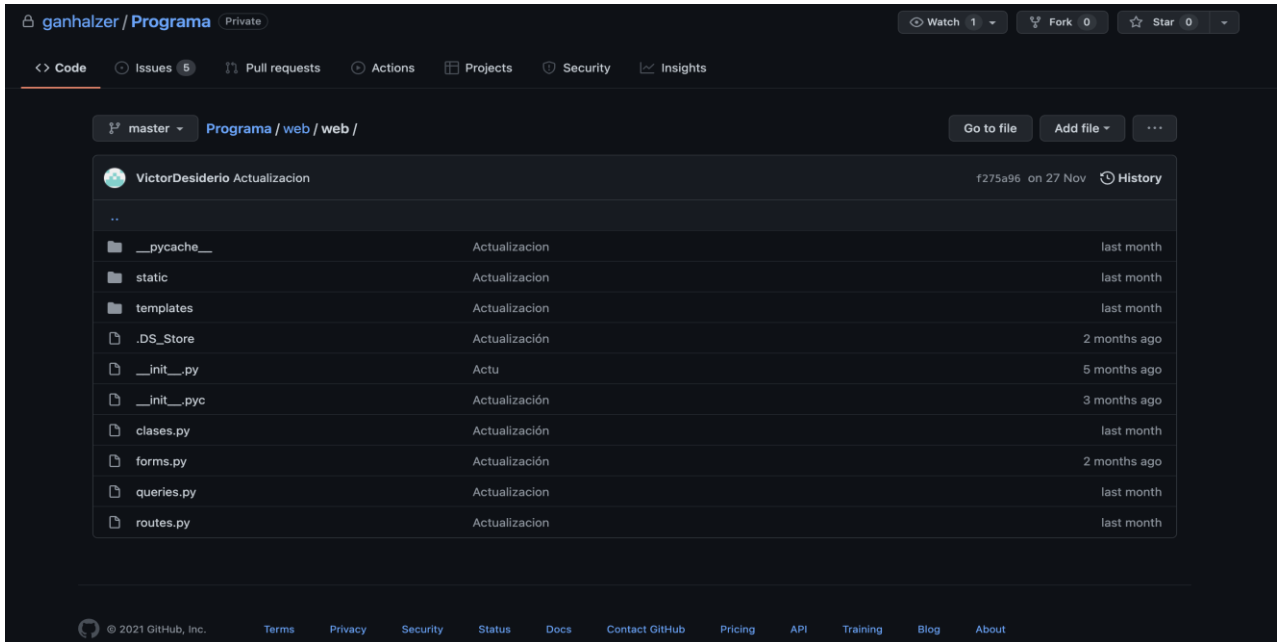 ganhalzer / Programa Private Watch 1 Fork 0 Star 0
<> Code Issues 5 Pull requests Actions Projects Security Insights
master Programa / web / web / Go to file Add file ...
VictorDesiderio Actualizacion f275a96 on 27 Nov History
..
__pycache__ Actualizacion last month
static Actualizacion last month
templates Actualizacion last month
.DS_Store Actualización 2 months ago
__init__.py Actu 5 months ago
__init__.pyc Actualización 3 months ago
clases.py Actualización last month
forms.py Actualización 2 months ago
queries.py Actualizacion last month
routes.py Actualizacion last month
© 2021 GitHub, Inc. Terms Privacy Security Status Docs Contact GitHub Pricing API Training Blog About